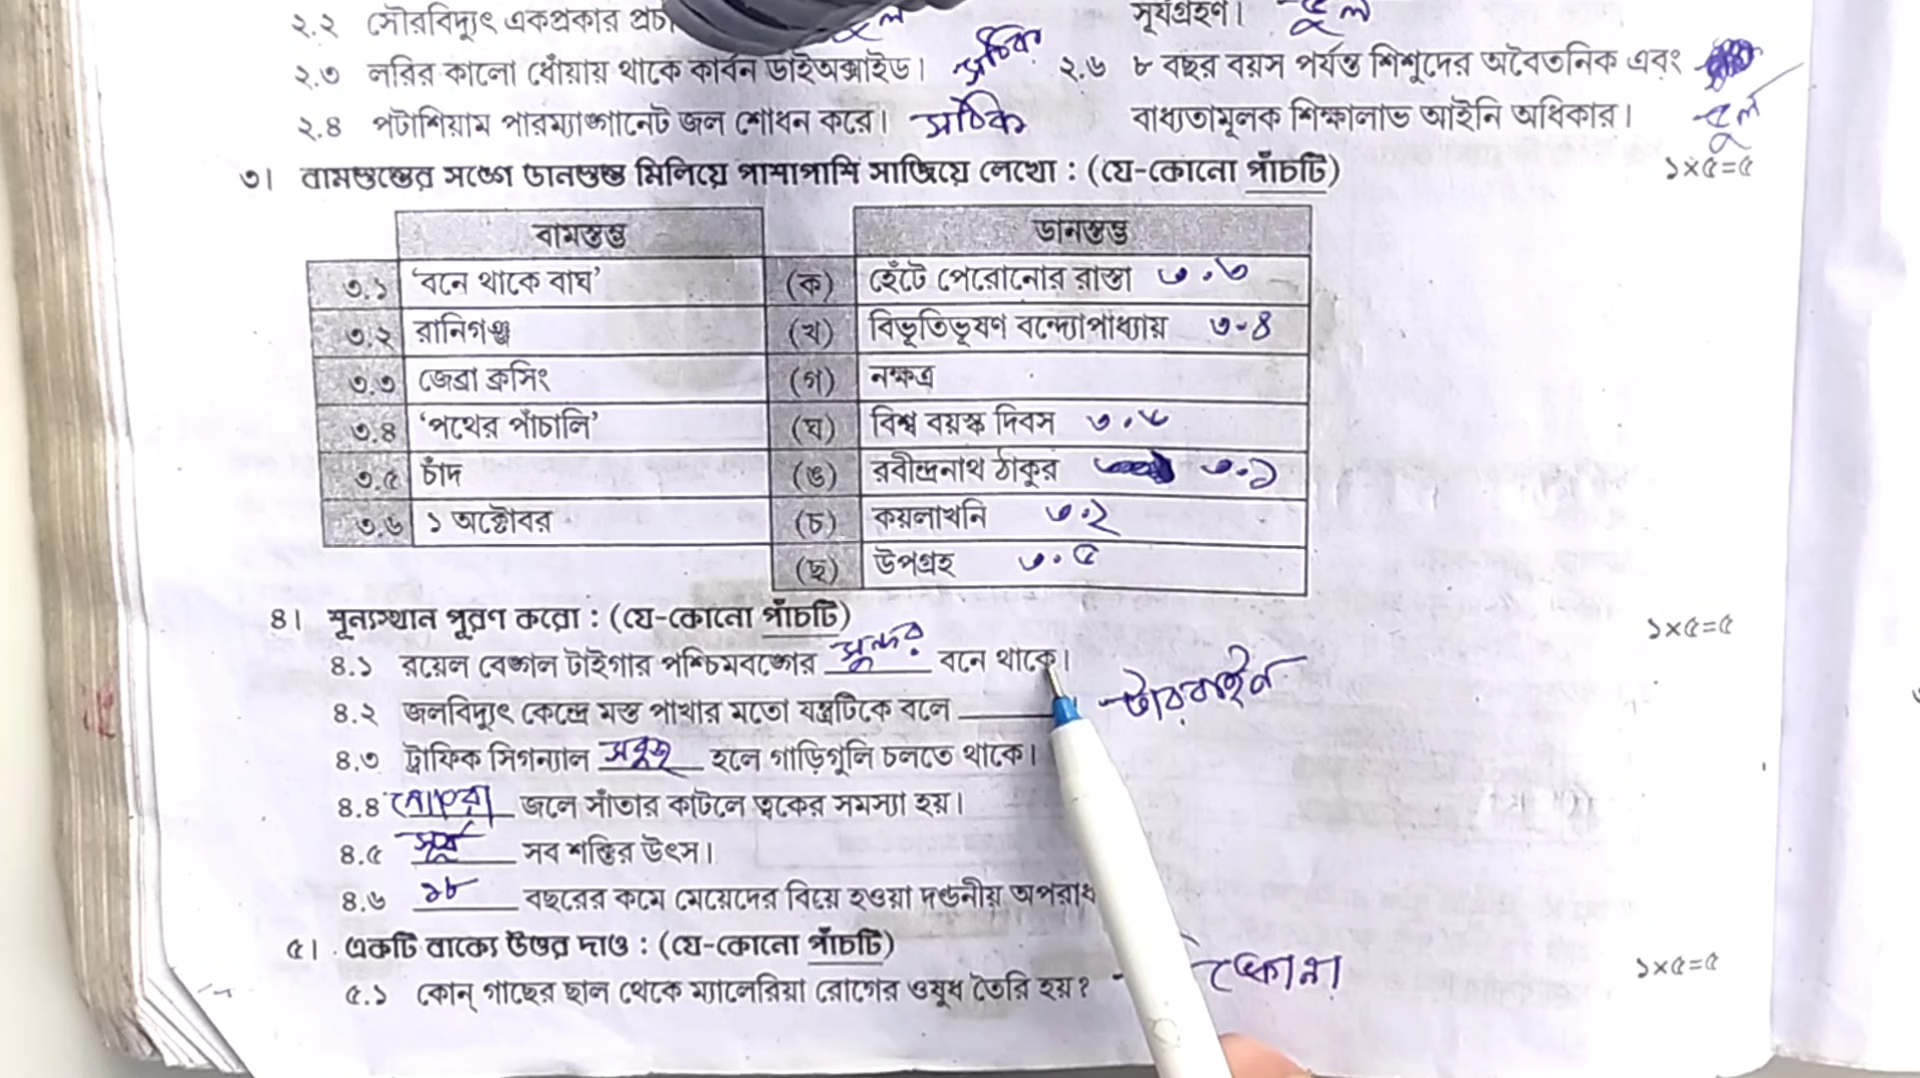 ২.২ সৌরবিদ্যুৎ একপ্রকার প্রচ ভুল
সূর্যগ্রহণ। ভুল
২.৩ লরির কালো ধোঁয়ায় থাকে কার্বন ডাইঅক্সাইড। সঠিক
২.৬ ৮ বছর বয়স পর্যন্ত শিশুদের অবৈতনিক এবং
২.৪ পটাশিয়াম পারম্যাঙ্গানেট জল শোধন করে। সঠিক
বাধ্যতামূলক শিক্ষালাভ আইনি অধিকার। ভুল
৩। বামস্তম্ভের সঙ্গে ডানস্তম্ভ মিলিয়ে পাশাপাশি সাজিয়ে লেখো : (যে-কোনো পাঁচটি) ১×৫=৫
বামস্তম্ভ ডানস্তম্ভ
৩.১ ‘বনে থাকে বাঘ’ (ক) হেঁটে পেরোনোর রাস্তা ৩.৩
৩.২ রানিগঞ্জ (খ) বিভূতিভূষণ বন্দ্যোপাধ্যায় ৩.৪
৩.৩ জেব্রা ক্রসিং (গ) নক্ষত্র
৩.৪ ‘পথের পাঁচালি’ (ঘ) বিশ্ব বয়স্ক দিবস ৩.৬
৩.৫ চাঁদ (ঙ) রবীন্দ্রনাথ ঠাকুর ৩.১
৩.৬ ১ অক্টোবর (চ) কয়লাখনি ৩.২
(ছ) উপগ্রহ ৩.৫
৪। শূন্যস্থান পূরণ করো : (যে-কোনো পাঁচটি) ১×৫=৫
৪.১ রয়েল বেঙ্গল টাইগার পশ্চিমবঙ্গের সুন্দর বনে থাকে।
৪.২ জলবিদ্যুৎ কেন্দ্রে মস্ত পাখার মতো যন্ত্রটিকে বলে ______ টারবাইন
৪.৩ ট্রাফিক সিগন্যাল সবুজ হলে গাড়িগুলি চলতে থাকে।
৪.৪ নোংরা জলে সাঁতার কাটলে ত্বকের সমস্যা হয়।
৪.৫ সূর্য সব শক্তির উৎস।
৪.৬ ১৮ বছরের কমে মেয়েদের বিয়ে হওয়া দণ্ডনীয় অপরাধ
৫। একটি বাক্যে উত্তর দাও : (যে-কোনো পাঁচটি) ১×৫=৫
৫.১ কোন্ গাছের ছাল থেকে ম্যালেরিয়া রোগের ওষুধ তৈরি হয়?